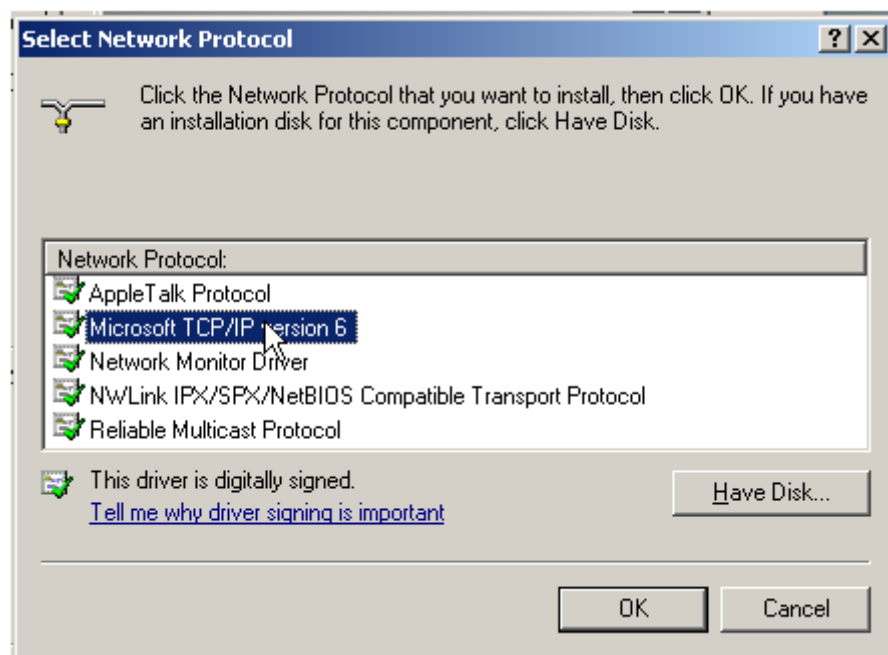 Select Network Protocol
Click the Network Protocol that you want to install, then click OK. If you have
an installation disk for this component, click Have Disk.
Network Protocol:
AppleTalk Protocol
Microsoft TCP/IP version 6
Network Monitor Driver
NWLink IPX/SPX/NetBIOS Compatible Transport Protocol
Reliable Multicast Protocol
This driver is digitally signed.
Tell me why driver signing is important
Have Disk...
OK
Cancel